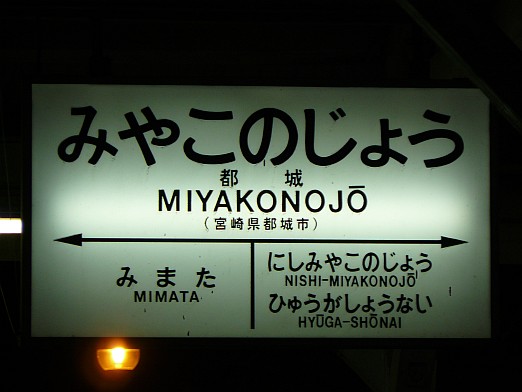 みやこのじょう
都城
MIYAKONOJŌ
（宮崎県都城市）
みまた
MIMATA
にしみやこのじょう
NISHI-MIYAKONOJŌ
ひゅうがしょうない
HYŪGA-SHŌNAI